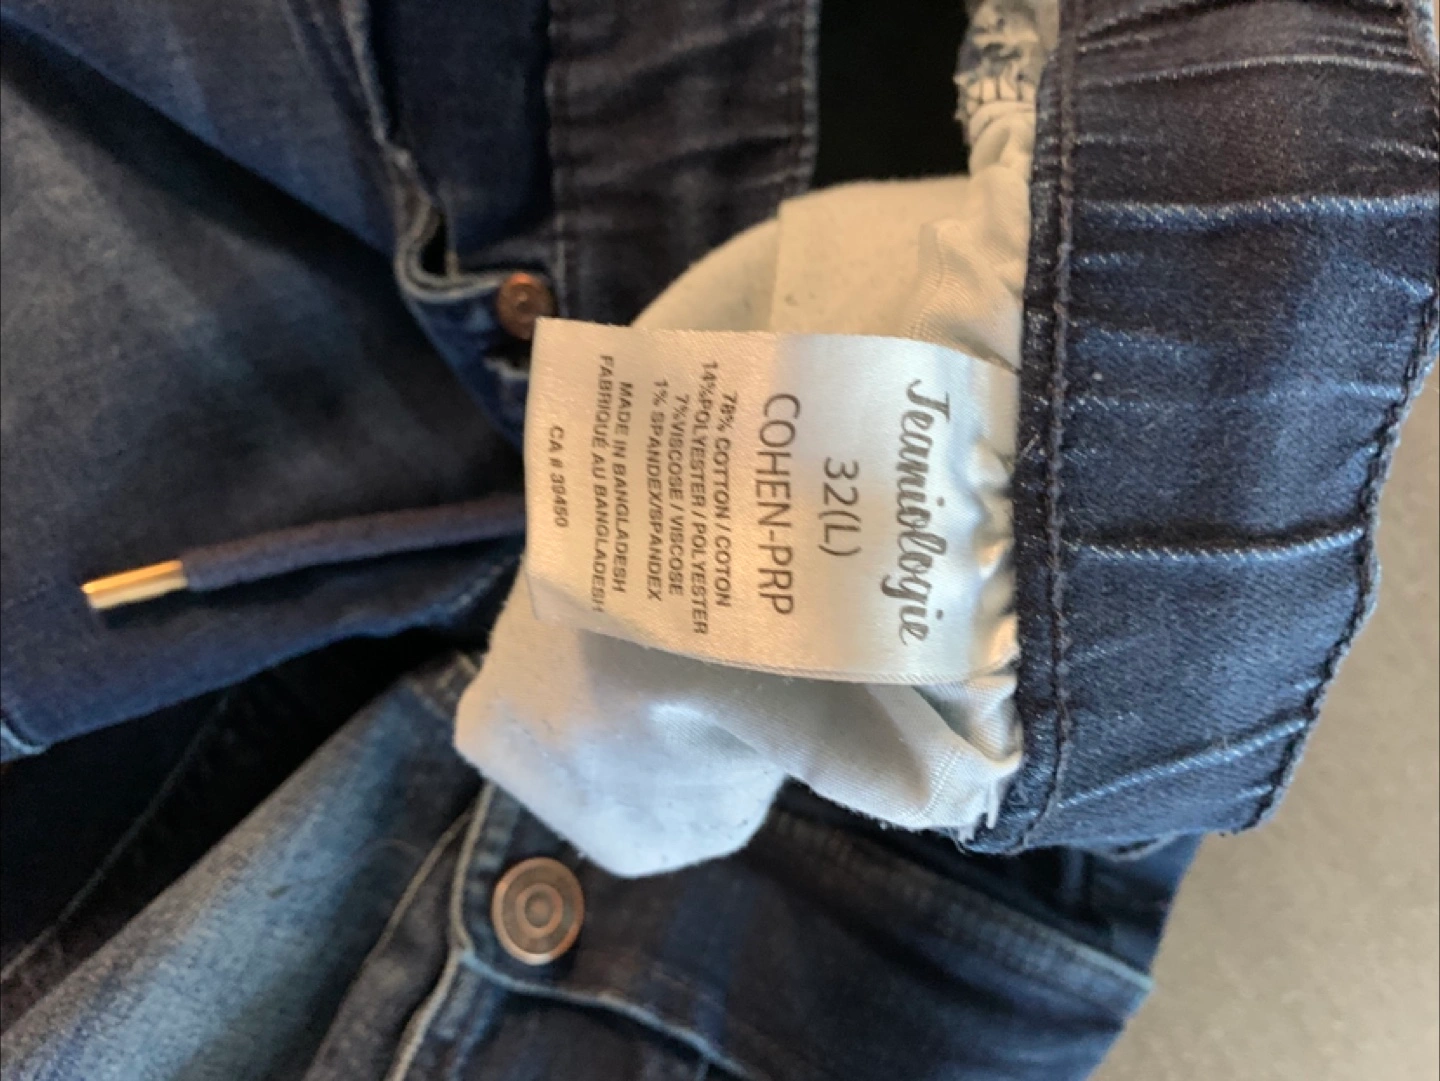 Jeaniologie
32(L)
COHEN-PRP
78% COTTON / COTON
14%POLYESTER / POLYESTER
7%VISCOSE / VISCOSE
1% SPANDEX/SPANDEX
MADE IN BANGLADESH
FABRIQUÉ AU BANGLADESH
CA # 39450